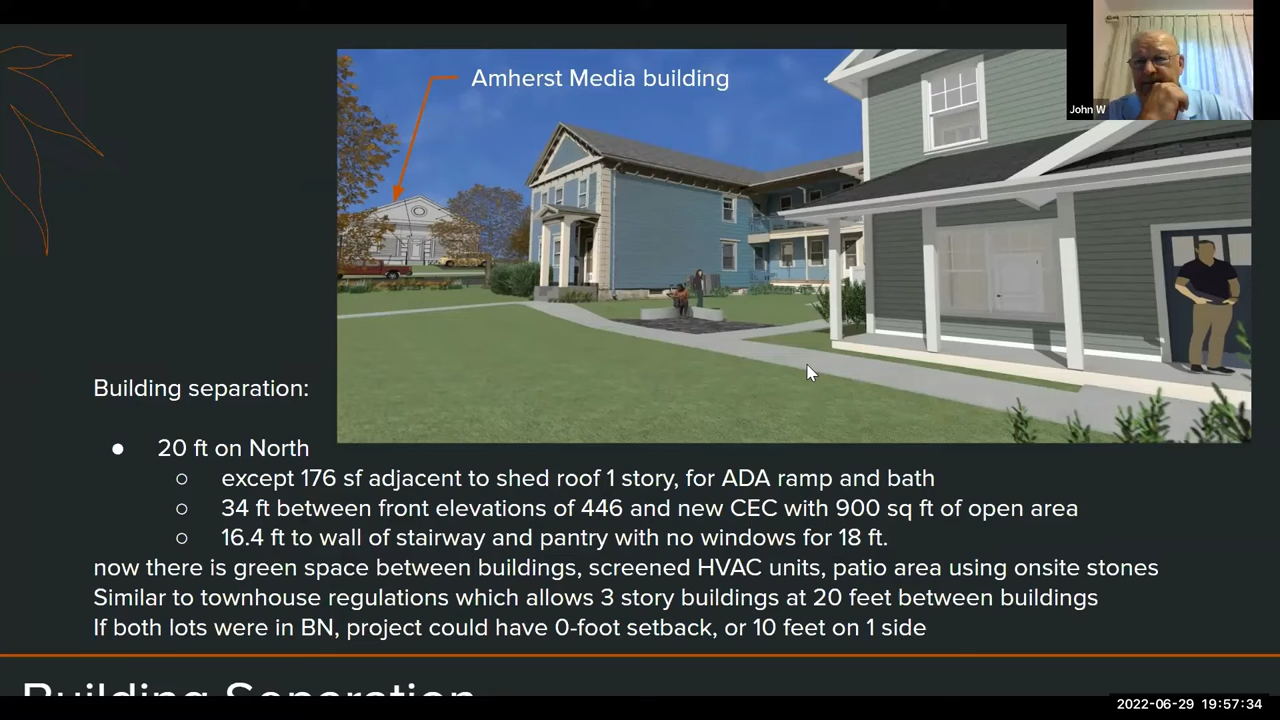 Amherst Media building
John W
Building separation:
● 20 ft on North
○ except 176 sf adjacent to shed roof 1 story, for ADA ramp and bath
○ 34 ft between front elevations of 446 and new CEC with 900 sq ft of open area
○ 16.4 ft to wall of stairway and pantry with no windows for 18 ft.
now there is green space between buildings, screened HVAC units, patio area using onsite stones
Similar to townhouse regulations which allows 3 story buildings at 20 feet between buildings
If both lots were in BN, project could have 0-foot setback, or 10 feet on 1 side
Building Separation
2022-06-29 19:57:34